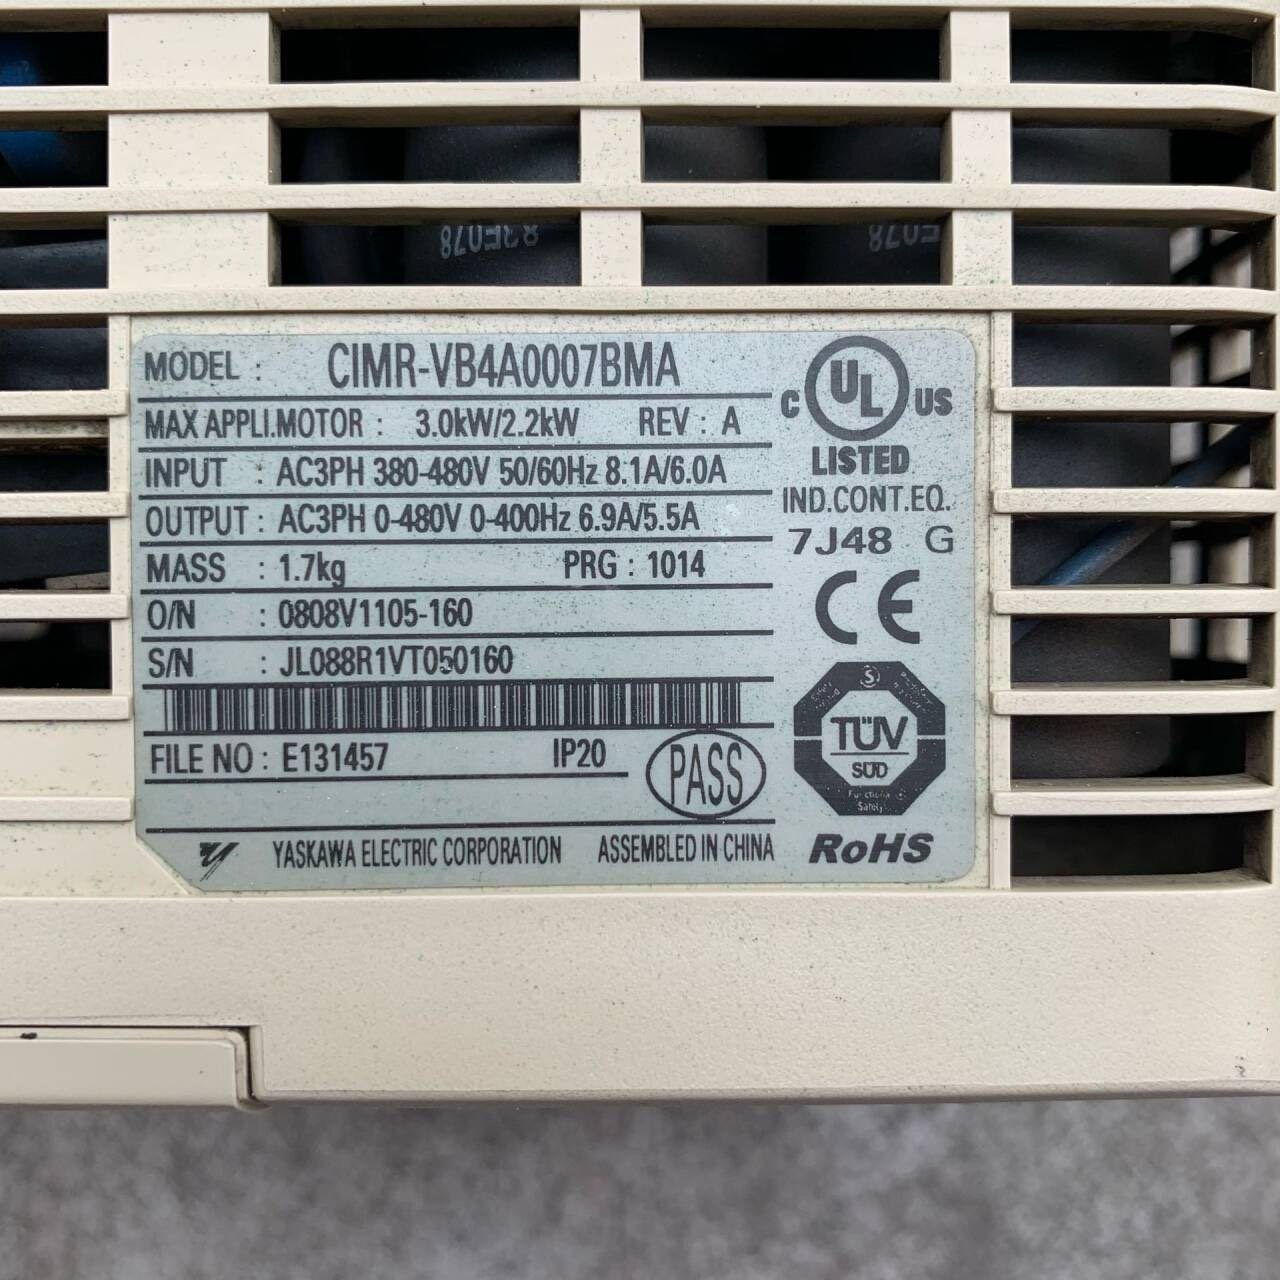 83E078
MODEL : CIMR-VB4A0007BMA
MAX APPLI.MOTOR : 3.0kW/2.2kW REV : A
INPUT : AC3PH 380-480V 50/60Hz 8.1A/6.0A
OUTPUT : AC3PH 0-480V 0-400Hz 6.9A/5.5A
MASS : 1.7kg PRG : 1014
O/N : 0808V1105-160
S/N : JL088R1VT050160
FILE NO : E131457 IP20
PASS
YASKAWA ELECTRIC CORPORATION ASSEMBLED IN CHINA
C UL US
LISTED
IND.CONT.EQ.
7J48 G
CE
S
TÜV
SÜD
Functional
Safety
RoHS